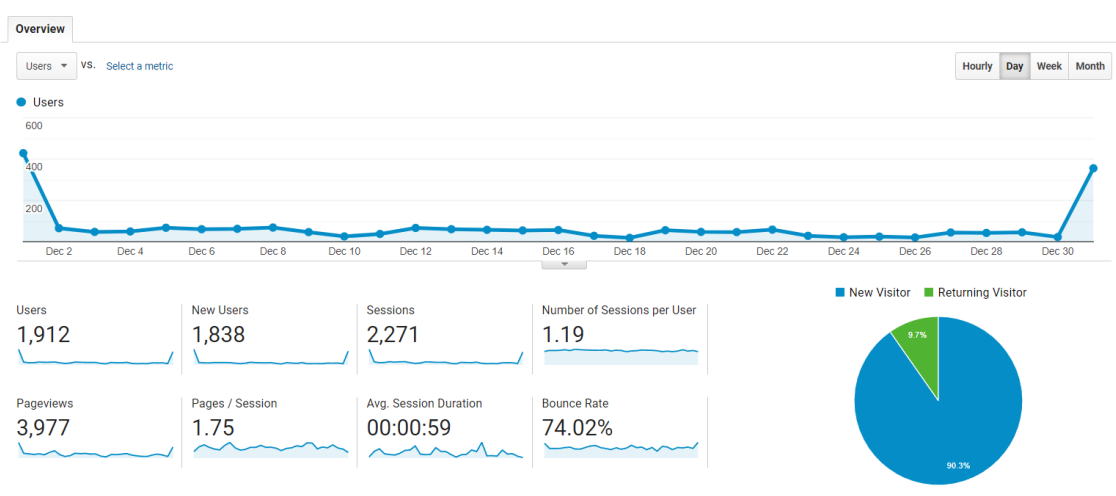 Overview
Users VS. Select a metric
Hourly Day Week Month
Users
600
400
200
Dec 2 Dec 4 Dec 6 Dec 8 Dec 10 Dec 12 Dec 14 Dec 16 Dec 18 Dec 20 Dec 22 Dec 24 Dec 26 Dec 28 Dec 30
New Visitor Returning Visitor
Users New Users Sessions Number of Sessions per User
1,912 1,838 2,271 1.19
9.7%
Pageviews Pages / Session Avg. Session Duration Bounce Rate
3,977 1.75 00:00:59 74.02%
90.3%